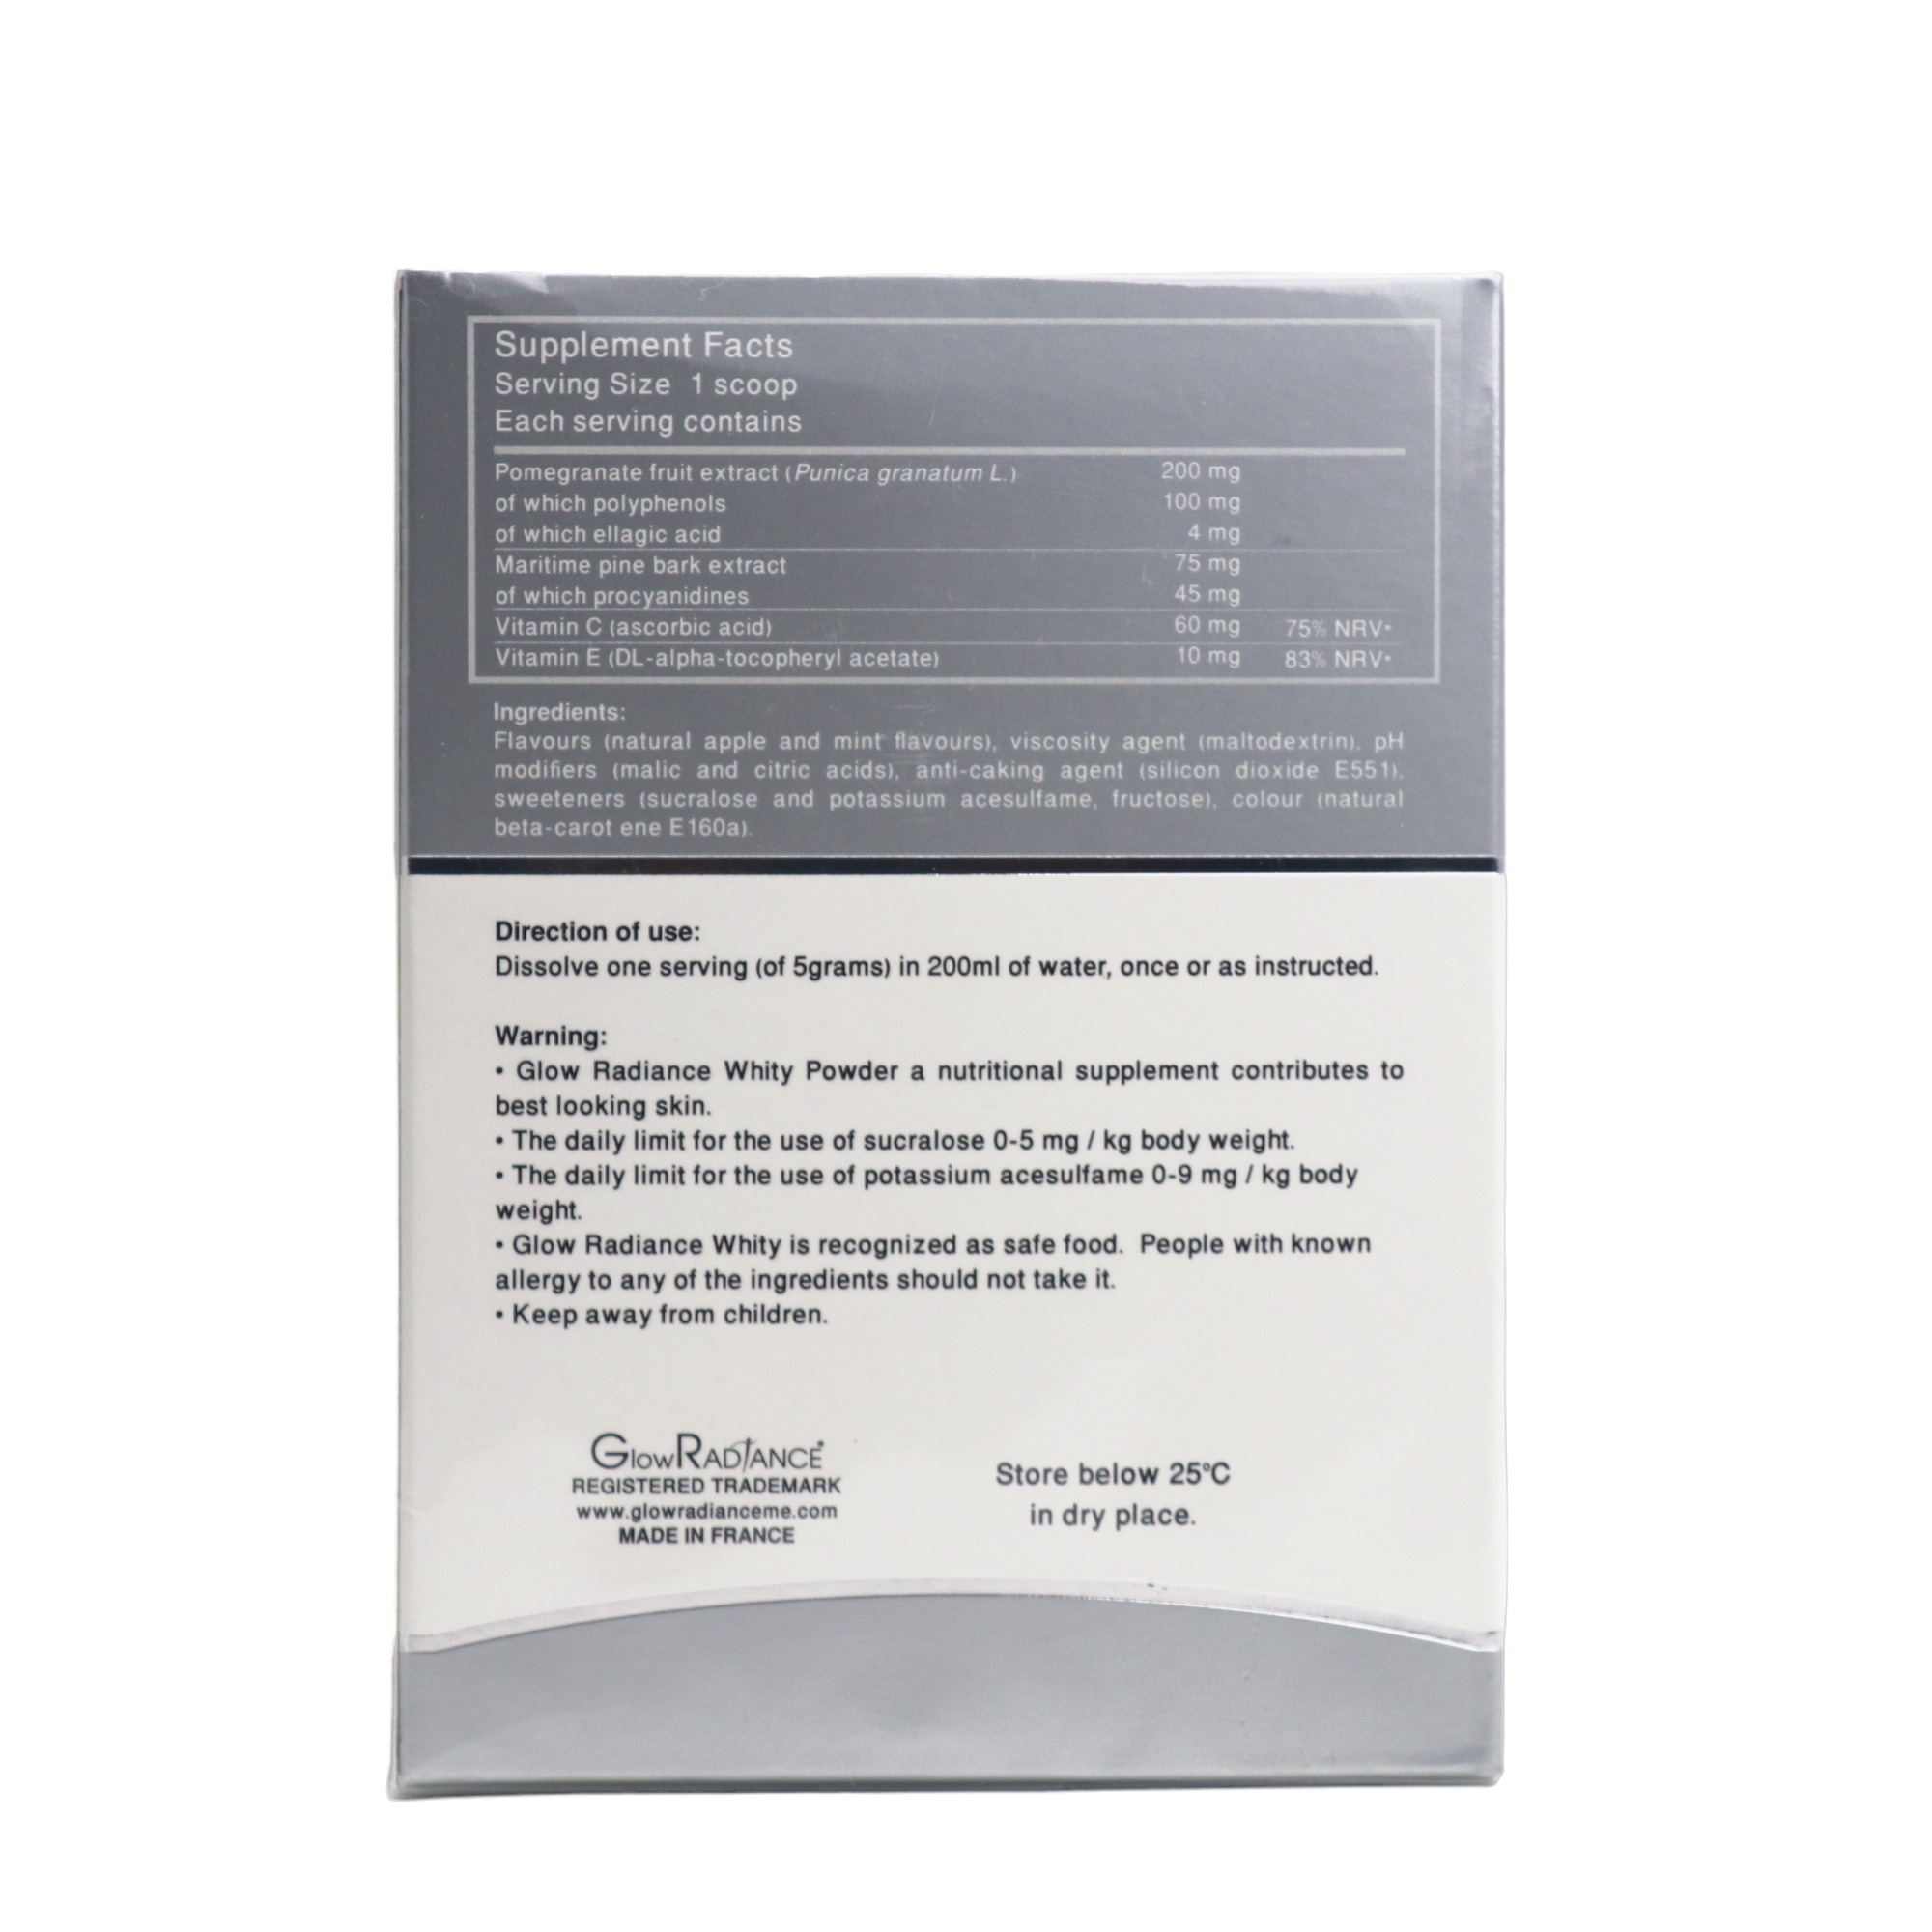 Supplement Facts
Serving Size 1 scoop
Each serving contains
Pomegranate fruit extract (Punica granatum L.) 200 mg
of which polyphenols 100 mg
of which ellagic acid 4 mg
Maritime pine bark extract 75 mg
of which procyanidines 45 mg
Vitamin C (ascorbic acid) 60 mg 75% NRV*
Vitamin E (DL-alpha-tocopheryl acetate) 10 mg 83% NRV*
Ingredients:
Flavours (natural apple and mint flavours), viscosity agent (maltodextrin), pH
modifiers (malic and citric acids), anti-caking agent (silicon dioxide E551),
sweeteners (sucralose and potassium acesulfame, fructose), colour (natural
beta-carot ene E160a).
Direction of use:
Dissolve one serving (of 5grams) in 200ml of water, once or as instructed.
Warning:
• Glow Radiance Whity Powder a nutritional supplement contributes to
best looking skin.
• The daily limit for the use of sucralose 0-5 mg / kg body weight.
• The daily limit for the use of potassium acesulfame 0-9 mg / kg body
weight.
• Glow Radiance Whity is recognized as safe food. People with known
allergy to any of the ingredients should not take it.
• Keep away from children.
GLOWRADIANCE®
REGISTERED TRADEMARK
www.glowradianceme.com
MADE IN FRANCE
Store below 25°C
in dry place.